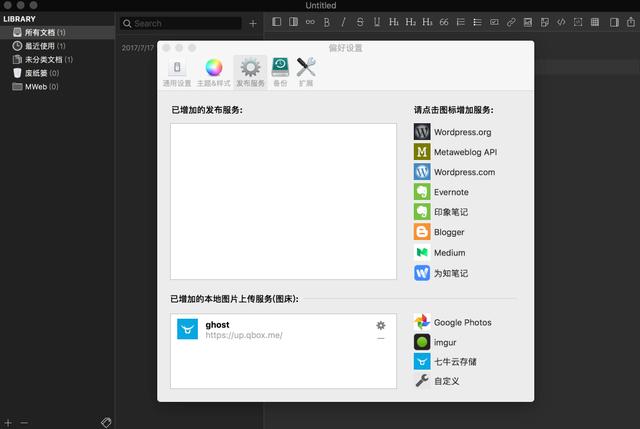 Untitled
LIBRARY
所有文档 (1)
最近使用 (1)
未分类文档 (1)
废纸篓 (0)
MWeb (0)
Search
2017/7/17
B I S U H1 H2 H3 66
偏好设置
通用设置 主题&样式 发布服务 备份 扩展
已增加的发布服务:
请点击图标增加服务:
Wordpress.org
Metaweblog API
Wordpress.com
Evernote
印象笔记
Blogger
Medium
为知笔记
已增加的本地图片上传服务(图床):
ghost
https://up.qbox.me/
Google Photos
imgur
七牛云存储
自定义